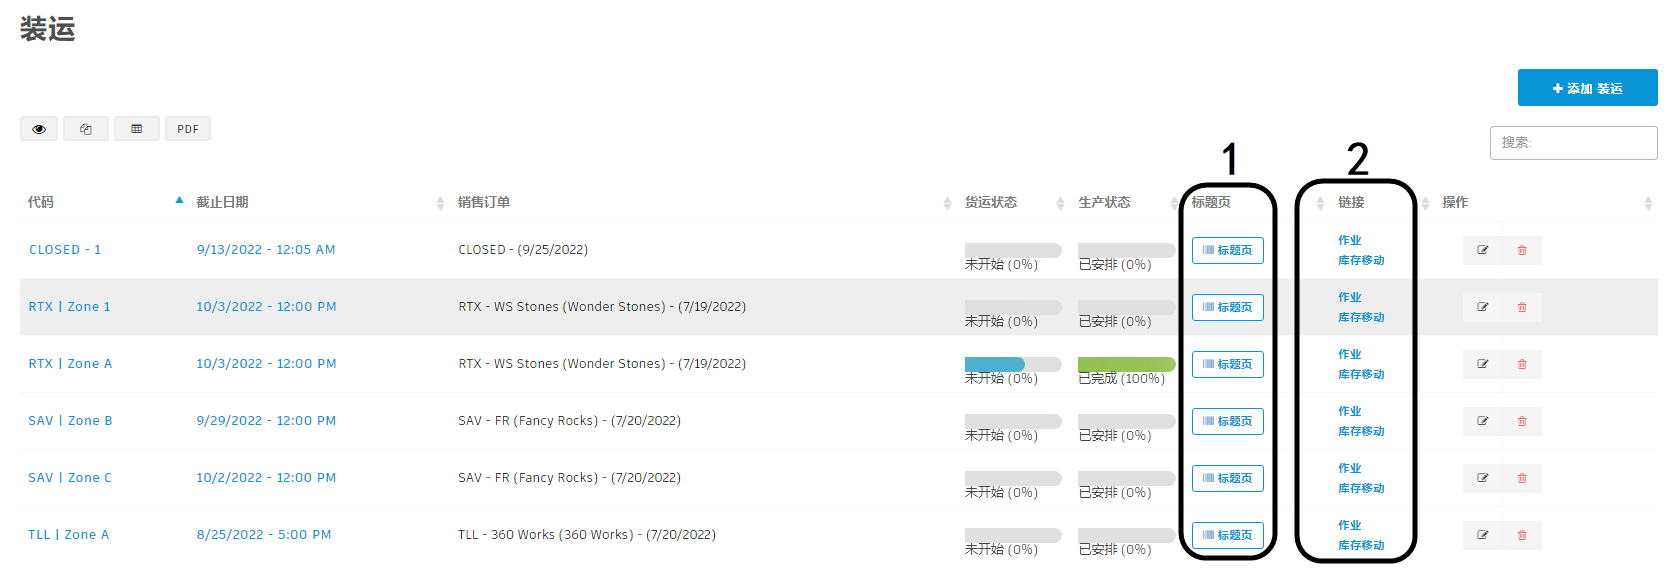 装运
+ 添加 装运
PDF
搜索:
1 2
代码 截止日期 销售订单 货运状态 生产状态 标题页 链接 操作
CLOSED - 1 9/13/2022 - 12:05 AM CLOSED - (9/25/2022) 未开始 (0%) 已安排 (0%) 标题页 作业
库存移动
RTX | Zone 1 10/3/2022 - 12:00 PM RTX - WS Stones (Wonder Stones) - (7/19/2022) 未开始 (0%) 已安排 (0%) 标题页 作业
库存移动
RTX | Zone A 10/3/2022 - 12:00 PM RTX - WS Stones (Wonder Stones) - (7/19/2022) 未开始 (0%) 已完成 (100%) 标题页 作业
库存移动
SAV | Zone B 9/29/2022 - 12:00 PM SAV - FR (Fancy Rocks) - (7/20/2022) 未开始 (0%) 已安排 (0%) 标题页 作业
库存移动
SAV | Zone C 10/2/2022 - 12:00 PM SAV - FR (Fancy Rocks) - (7/20/2022) 未开始 (0%) 已安排 (0%) 标题页 作业
库存移动
TLL | Zone A 8/25/2022 - 5:00 PM TLL - 360 Works (360 Works) - (7/20/2022) 未开始 (0%) 已安排 (0%) 标题页 作业
库存移动